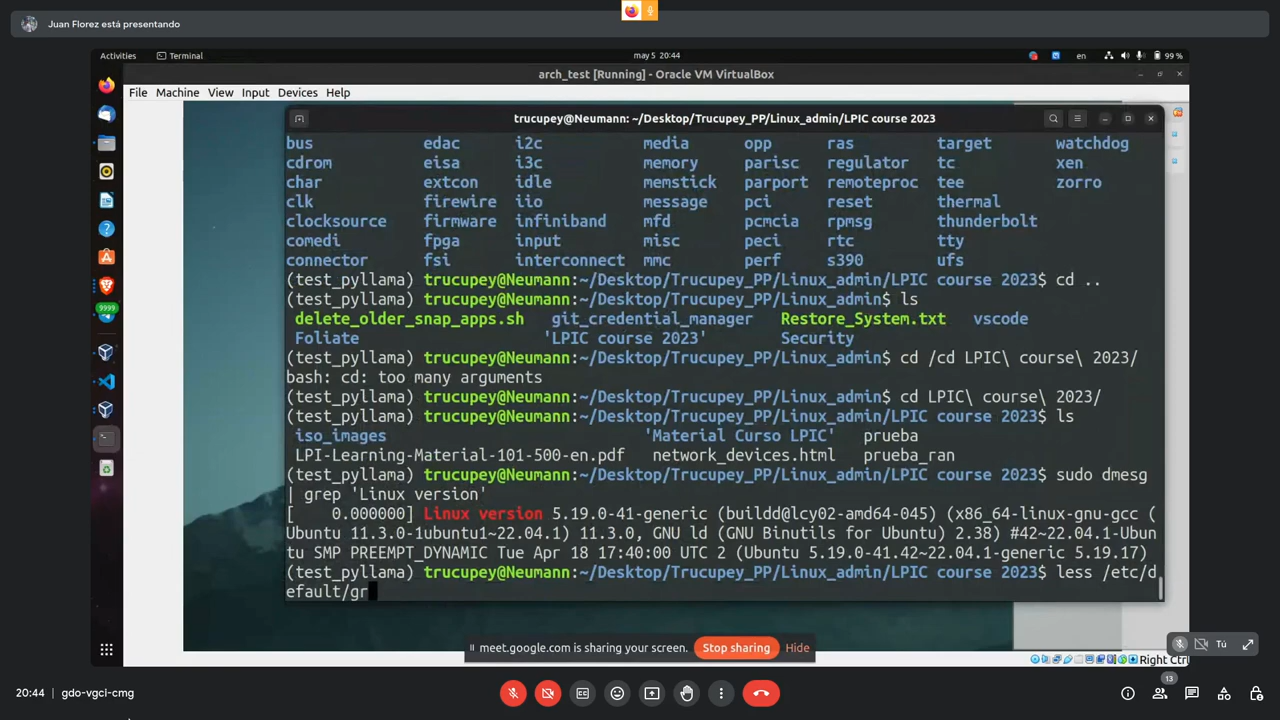 Juan Florez está presentando
Activities Terminal may 5 20:44 en 99 %
arch_test [Running] - Oracle VM VirtualBox
File Machine View Input Devices Help
trucupey@Neumann: ~/Desktop/Trucupey_PP/Linux_admin/LPIC course 2023
bus edac i2c media opp ras target watchdog
cdrom eisa i3c memory parisc regulator tc xen
char extcon idle memstick parport remoteproc tee zorro
clk firewire iio message pci reset thermal
clocksource firmware infiniband mfd pcmcia rpmsg thunderbolt
comedi fpga input misc peci rtc tty
connector fsi interconnect mmc perf s390 ufs
(test_pyllama) trucupey@Neumann:~/Desktop/Trucupey_PP/Linux_admin/LPIC course 2023$ cd ..
(test_pyllama) trucupey@Neumann:~/Desktop/Trucupey_PP/Linux_admin$ ls
delete_older_snap_apps.sh git_credential_manager Restore_System.txt vscode
Foliate 'LPIC course 2023' Security
(test_pyllama) trucupey@Neumann:~/Desktop/Trucupey_PP/Linux_admin$ cd /cd LPIC\ course\ 2023/
bash: cd: too many arguments
(test_pyllama) trucupey@Neumann:~/Desktop/Trucupey_PP/Linux_admin$ cd LPIC\ course\ 2023/
(test_pyllama) trucupey@Neumann:~/Desktop/Trucupey_PP/Linux_admin/LPIC course 2023$ ls
iso_images 'Material Curso LPIC' prueba
LPI-Learning-Material-101-500-en.pdf network_devices.html prueba_ran
(test_pyllama) trucupey@Neumann:~/Desktop/Trucupey_PP/Linux_admin/LPIC course 2023$ sudo dmesg
| grep 'Linux version'
[ 0.000000] Linux version 5.19.0-41-generic (buildd@lcy02-amd64-045) (x86_64-linux-gnu-gcc (
Ubuntu 11.3.0-1ubuntu1~22.04.1) 11.3.0, GNU ld (GNU Binutils for Ubuntu) 2.38) #42~22.04.1-Ubun
tu SMP PREEMPT_DYNAMIC Tue Apr 18 17:40:00 UTC 2 (Ubuntu 5.19.0-41.42~22.04.1-generic 5.19.17)
(test_pyllama) trucupey@Neumann:~/Desktop/Trucupey_PP/Linux_admin/LPIC course 2023$ less /etc/d
efault/gr
9999
meet.google.com is sharing your screen. Stop sharing Hide
Tú
Right Ctrl
20:44 gdo-vgci-cmg
13